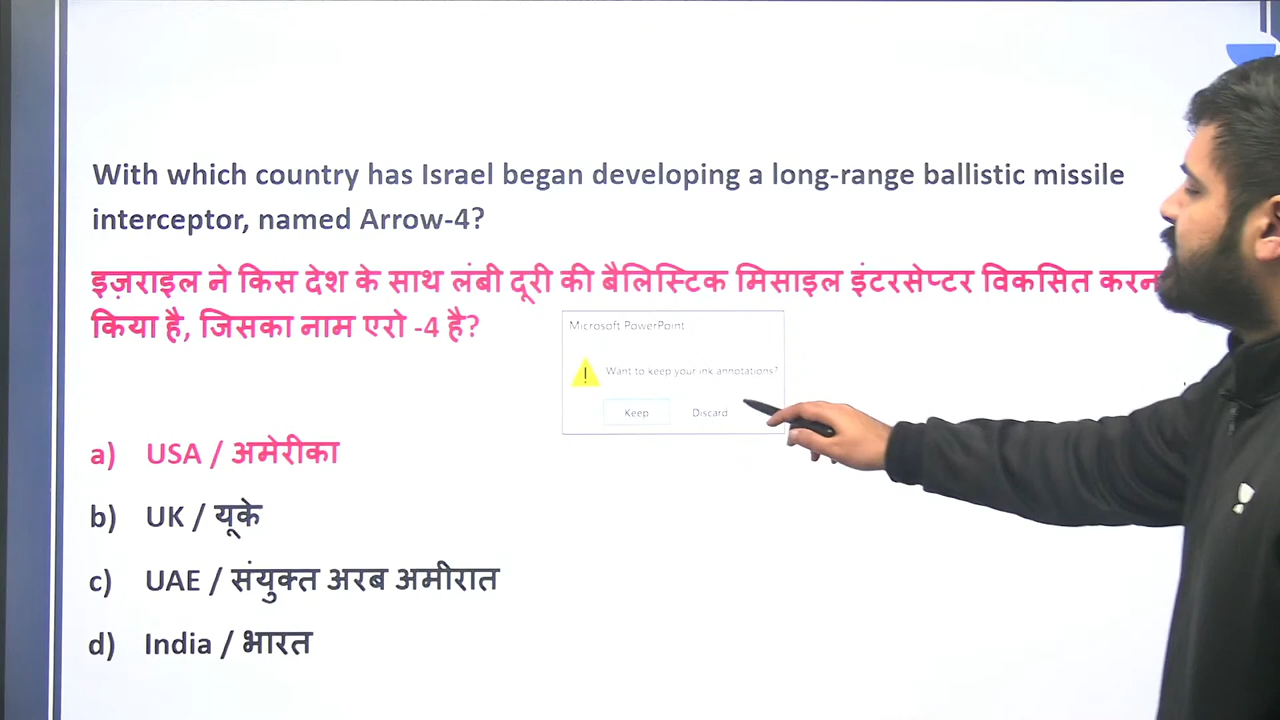 With which country has Israel began developing a long-range ballistic missile
interceptor, named Arrow-4?
इज़राइल ने किस देश के साथ लंबी दूरी की बैलिस्टिक मिसाइल इंटरसेप्टर विकसित
किया है, जिसका नाम एरो -4 है?
Microsoft PowerPoint
Want to keep your ink annotations?
Keep Discard
a) USA / अमेरीका
b) UK / यूके
c) UAE / संयुक्त अरब अमीरात
d) India / भारत